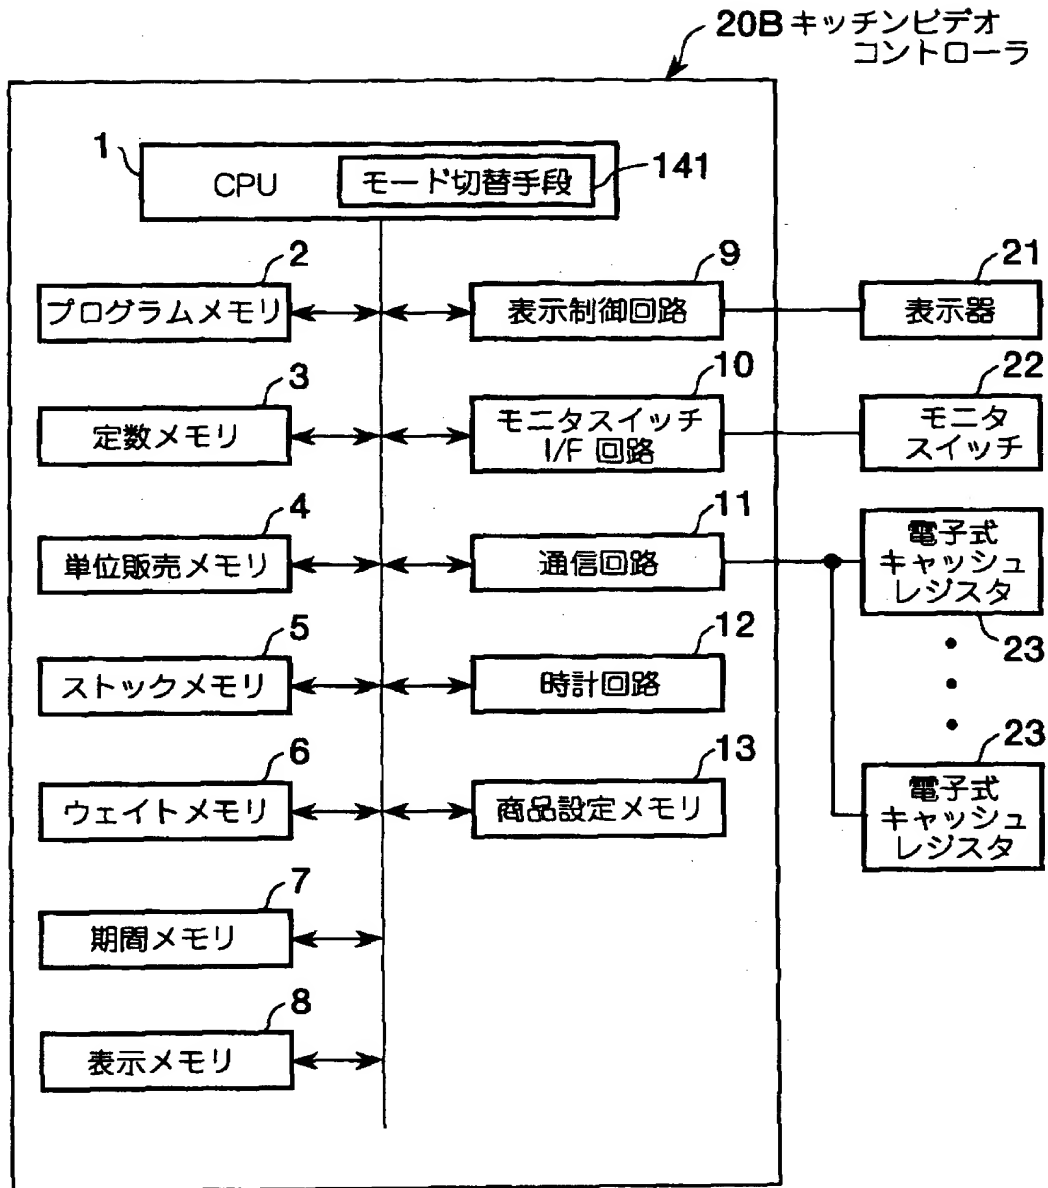 20B キッチンビデオ
コントローラ
1
CPU
モード切替手段
141
2
プログラムメモリ
9
表示制御回路
21
表示器
3
定数メモリ
10
モニタスイッチ
I/F 回路
22
モニタ
スイッチ
4
単位販売メモリ
11
通信回路
電子式
キャッシュ
レジスタ
23
5
ストックメモリ
12
時計回路
6
ウェイトメモリ
13
商品設定メモリ
23
電子式
キャッシュ
レジスタ
7
期間メモリ
8
表示メモリ